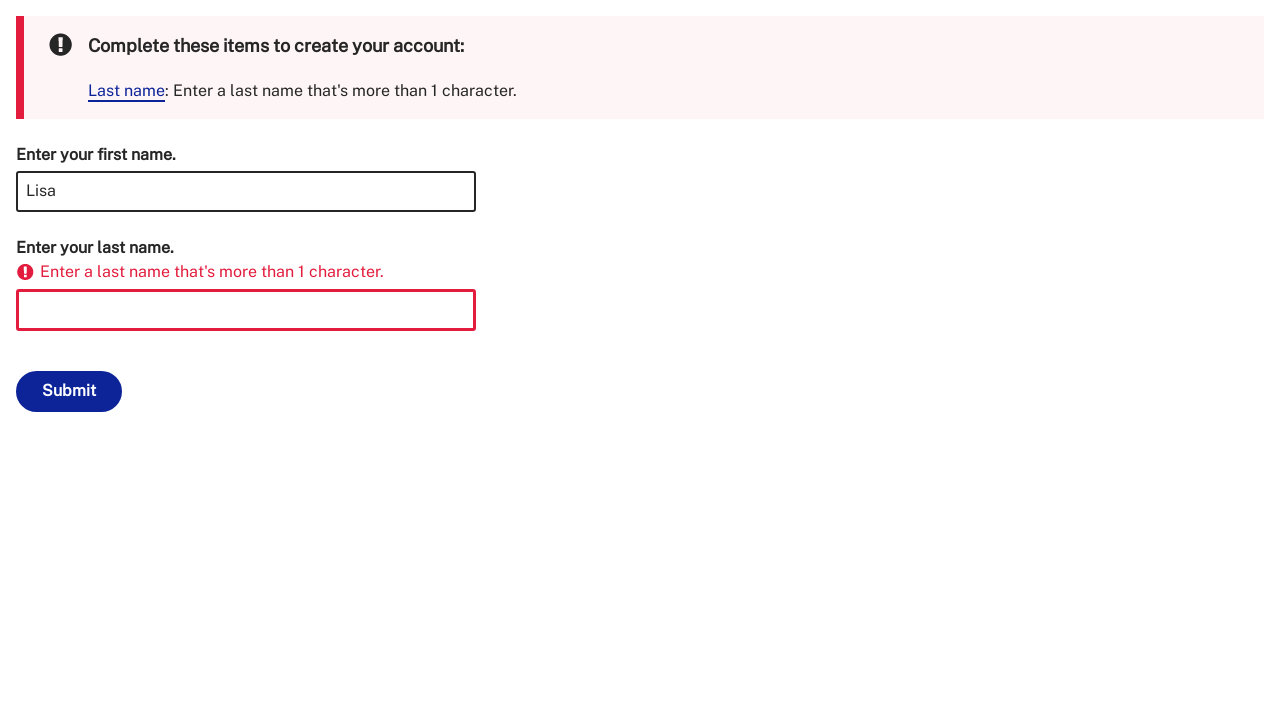 Complete these items to create your account:
Last name: Enter a last name that's more than 1 character.
Enter your first name.
Lisa
Enter your last name.
Enter a last name that's more than 1 character.
Submit